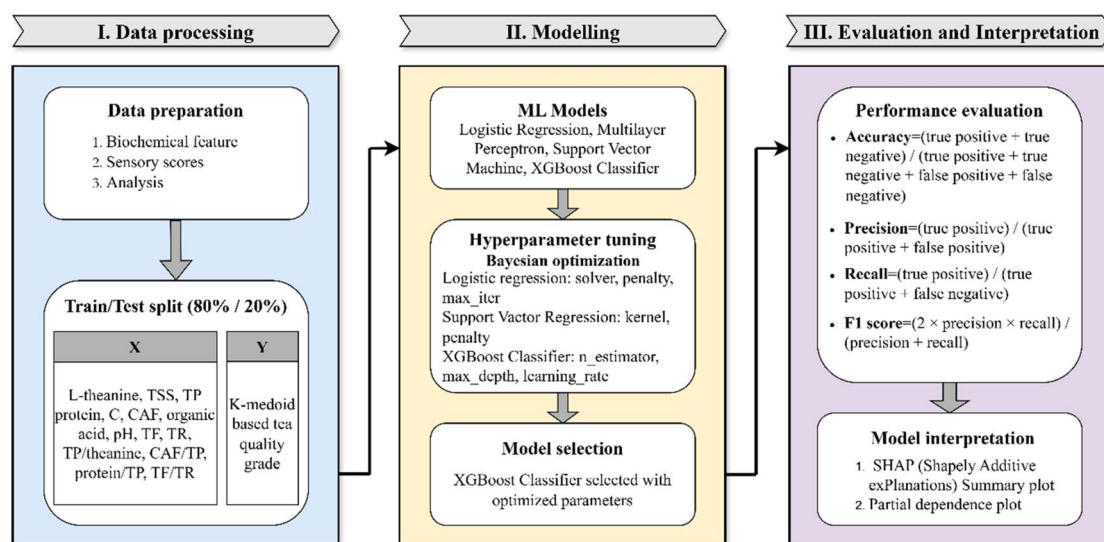 I. Data processing
II. Modelling
III. Evaluation and Interpretation
Data preparation
1. Biochemical feature
2. Sensory scores
3. Analysis
Train/Test split (80% / 20%)
X
L-theanine, TSS, TP
protein, C, CAF, organic
acid, pH, TF, TR,
TP/theanine, CAF/TP,
protein/TP, TF/TR
Y
K-medoid
based tea
quality
grade
ML Models
Logistic Regression, Multilayer
Perceptron, Support Vector
Machine, XGBoost Classifier
Hyperparameter tuning
Bayesian optimization
Logistic regression: solver, penalty,
max_iter
Support Vactor Regression: kernel,
penalty
XGBoost Classifier: n_estimator,
max_depth, learning_rate
Model selection
XGBoost Classifier selected with
optimized parameters
Performance evaluation
• Accuracy=(true positive + true
negative) / (true positive + true
negative + false positive + false
negative)
• Precision=(true positive) / (true
positive + false positive)
• Recall=(true positive) / (true
positive + false negative)
• F1 score=(2 × precision × recall) /
(precision + recall)
Model interpretation
1. SHAP (Shapely Additive
exPlanations) Summary plot
2. Partial dependence plot